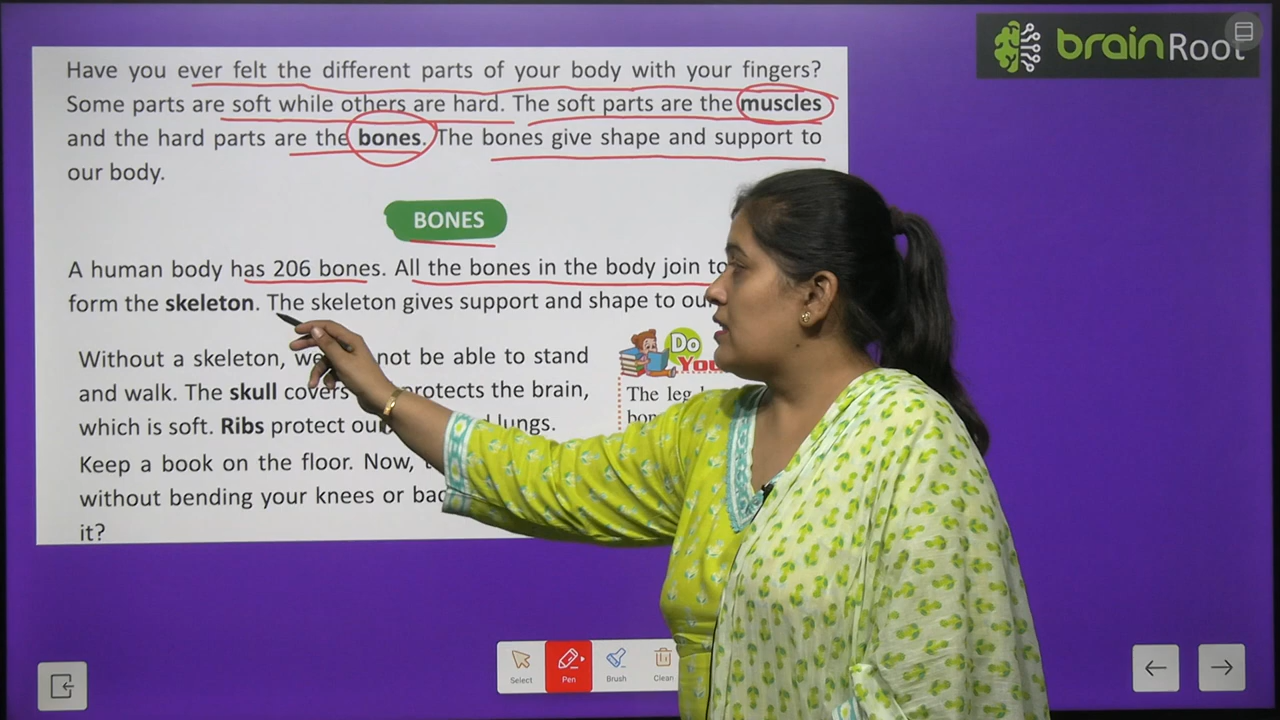 brainRoot
Have you ever felt the different parts of your body with your fingers?
Some parts are soft while others are hard. The soft parts are the muscles
and the hard parts are the bones. The bones give shape and support to
our body.
BONES
A human body has 206 bones. All the bones in the body join
form the skeleton. The skeleton gives support and shape to
Without a skeleton, we not be able to stand
and walk. The skull covers protects the brain,
which is soft. Ribs protect lungs.
Keep a book on the floor. Now,
without bending your knees or
it?
Do
You
The leg
Select
Pen
Brush
Clean